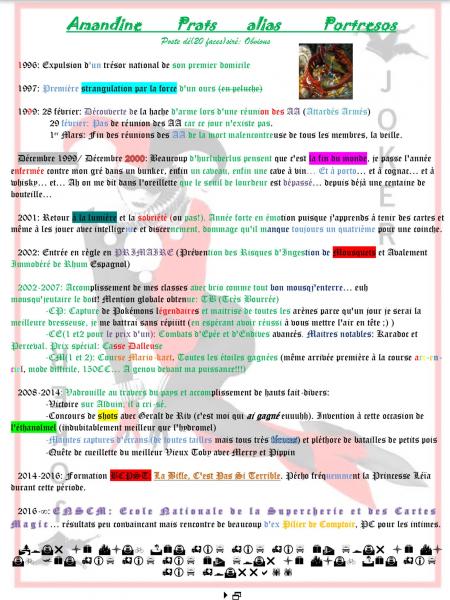 Amandine Prats alias Portresos
Poste dé(20 faces)siré: Obvious
1996: Expulsion d'un trésor national de son premier domicile
1997: Première strangulation par la force d'un ours (en peluche)
1999: 28 février: Découverte de la hache d'arme lors d'une réunion des AA (Attardés Armés)
29 février: Pas de réunion des AA car ce jour n'existe pas.
1er Mars: Fin des réunions des AA de la mort malencontreuse de tous les membres, la veille.
Décembre 1999/ Décembre 2000: Beaucoup d'hurluberlus pensent que c'est la fin du monde, je passe l'année
enfermée contre mon gré dans un bunker, enfin un caveau, enfin une cave à vin... Et à porto... et à cognac... et à
whisky... et... Ah on me dit dans l'oreillette que le seuil de lourdeur est dépassé... depuis déjà une centaine de
bouteille...
2001: Retour à la lumière et la sobriété (ou pas!). Année forte en émotion puisque j'apprends à tenir des cartes et
même à les jouer avec intelligence et discernement, dommage qu'il manque toujours un quatrième pour une coinche.
2002: Entrée en règle en PRIMAIRE (Prévention des Risques d'Ingestion de Mousquets et Avalement
Immodéré de Rhum Espagnol)
2002-2007: Accomplissement de mes classes avec brio comme tout bon mousqu'enterre... euh
mousqu'jeutaire le doit! Mention globale obtenue: TB (Très Bourrée)
-CP: Capture de Pokémons légendaires et maitrise de toutes les arènes parce qu'un jour je serai la
meilleure dresseuse, je me battrai sans répiiit (en espérant avoir réussi à vous mettre l'air en tête ;) )
-CE(1 et2 pour le prix d'un): Combats d'Epée et d'Endives avancés. Maitres notables: Karadoc et
Perceval. Prix spécial: Casse Dalleuse
-CM(1 et 2): Course Mario-kart. Toutes les étoiles gagnées (même arrivée première à la course arc-en-
ciel, mode difficile, 150CC... A genou devant ma puissance!!!)
2008-2014: Vadrouille au travers du pays et accomplissement de hauts fait-divers:
-Victoire sur Alduin, il a cri-sé.
-Concours de shots avec Geralt de Riv (c'est moi qui ai gagné euuuhh). Invention à cette occasion de
l'éthanolmel (indubitablement meilleur que l'hydromel)
-Minutes captures d'écrans (de toutes tailles mais tous très) et pléthore de batailles de petits pois
-Quête de cueillette du meilleur Vieux Toby avec Merry et Pippin
2014-2016: Formation BCPST: La Bifle, C'est Pas Si Terrible. Pécho fréquemment la Princesse Léïa
durant cette période.
2016-∞: ENSCM: Ecole Nationale de la Supercherie et des Cartes
Magie... résultats peu convaincant mais rencontre de beaucoup d'ex Pilier de Comptoir, PC pour les intimes.
JOKER